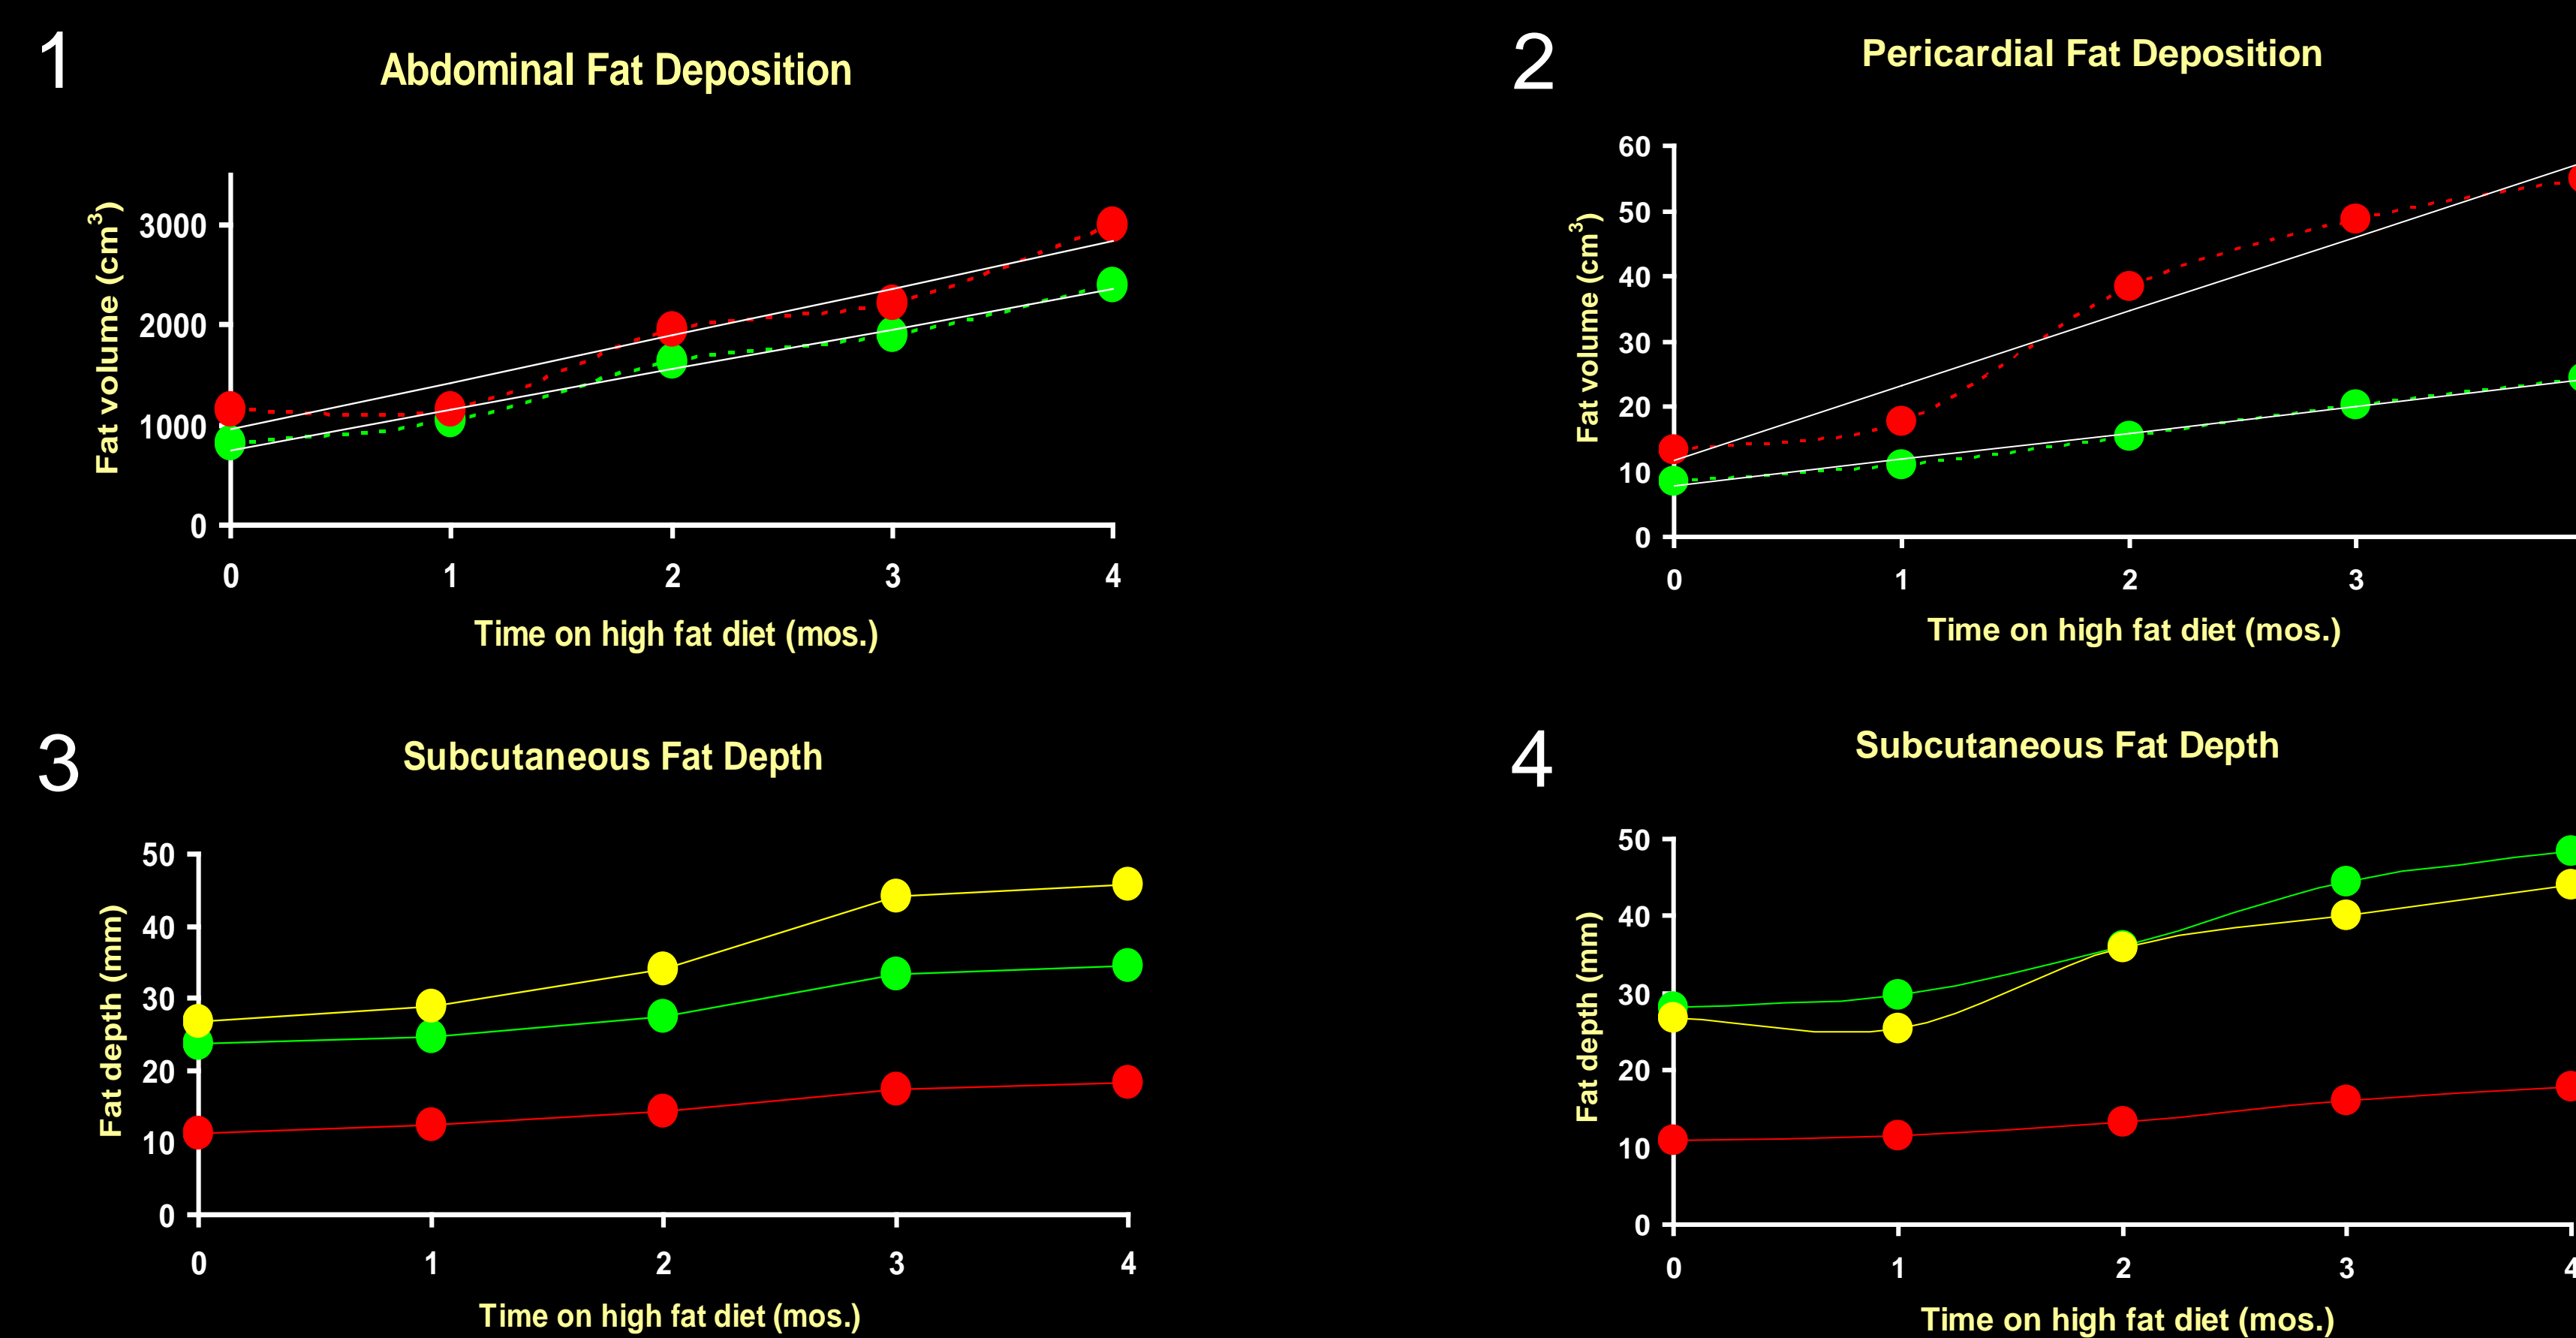 1
Abdominal Fat Deposition
Fat volume (cm3)
3000
2000
1000
0
0 1 2 3 4
Time on high fat diet (mos.)
2
Pericardial Fat Deposition
Fat volume (cm3)
60
50
40
30
20
10
0
0 1 2 3
Time on high fat diet (mos.)
3
Subcutaneous Fat Depth
Fat depth (mm)
50
40
30
20
10
0
0 1 2 3 4
Time on high fat diet (mos.)
4
Subcutaneous Fat Depth
Fat depth (mm)
50
40
30
20
10
0
0 1 2 3 4
Time on high fat diet (mos.)